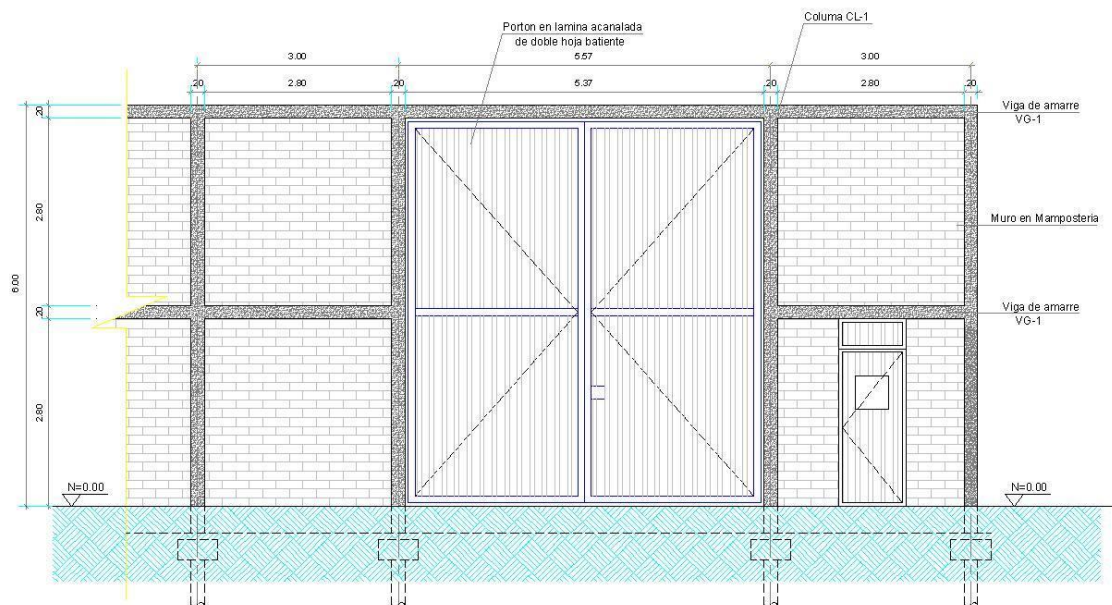 Porton en lamina acanalada
de doble hoja batiente
Columa CL-1
3.00
5.57
3.00
.20
2.80
.20
5.37
.20
2.80
.20
.20
2.80
.20
2.80
6.00
Viga de amarre
VG-1
Muro en Mamposteria
Viga de amarre
VG-1
N=0.00
N=0.00